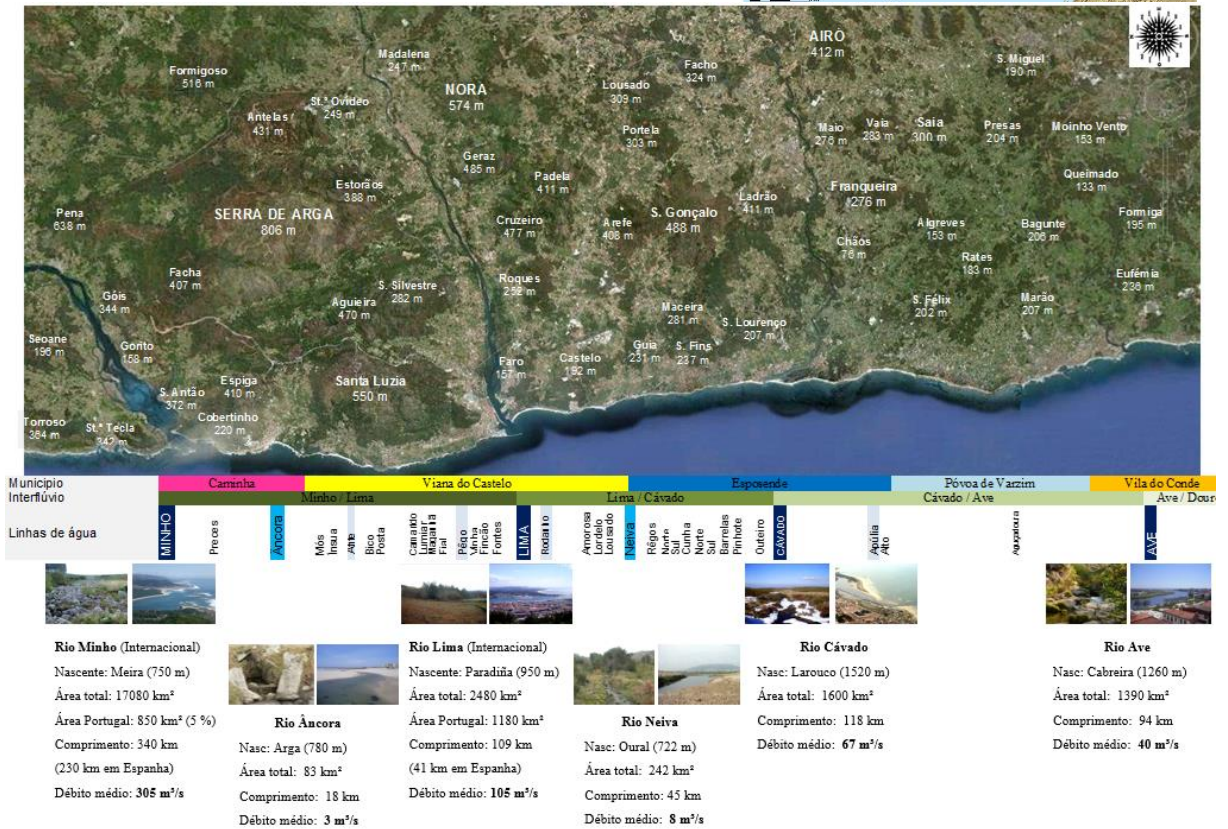 AIRÓ
412 m
Madalena
247 m
Formigoso
516 m
Facho
324 m
S. Miguel
190 m
NORA
574 m
Lousado
309 m
St.ª Ovídeo
249 m
Antelas
431 m
Portela
303 m
Maio
276 m
Vaia
283 m
Saia
300 m
Presas
204 m
Moinho Vento
153 m
Geraz
485 m
Padela
411 m
Queimado
133 m
Estorãos
388 m
Ladrão
411 m
Franqueira
276 m
Pena
638 m
SERRA DE ARGA
806 m
Cruzeiro
477 m
Arefe
408 m
S. Gonçalo
488 m
Algreves
153 m
Bagunte
206 m
Formiga
195 m
Chãos
76 m
Rates
183 m
Facha
407 m
S. Silvestre
282 m
Roques
252 m
Eufémia
236 m
Góis
344 m
Aguieira
470 m
Maceira
281 m
S. Félix
202 m
Marão
207 m
S. Lourenço
207 m
Seoane
196 m
Gorito
158 m
Guia
231 m
S. Fins
237 m
Faro
157 m
Castelo
192 m
S. Antão
372 m
Espiga
410 m
Santa Luzia
550 m
Torroso
364 m
St.ª Tecla
342 m
Cobertinho
220 m
Município
Caminha
Viana do Castelo
Esposende
Póvoa de Varzim
Vila do Conde
Interflúvio
Minho / Lima
Lima / Cávado
Cávado / Ave
Ave / Douro
Linhas de água
MINHO
Preces
Âncora
Mós
Ínsua
Afife
Bico
Posta
Camarido
Lumiar
Fial
Pêgo
Vinha
Fincão
Fontes
LIMA
Rodanho
Amorosa
Lordelo
Lousado
Neiva
Régos
Norte
Sul
Cunha
Norte
Sul
Barrelas
Pinhote
Outeiro
CÁVADO
Apúlia
Alto
Aguçadoura
AVE
Rio Minho (Internacional)
Nascente: Meira (750 m)
Área total: 17080 km²
Área Portugal: 850 km² (5 %)
Comprimento: 340 km
(230 km em Espanha)
Débito médio: 305 m³/s
Rio Âncora
Nasc: Arga (780 m)
Área total: 83 km²
Comprimento: 18 km
Débito médio: 3 m³/s
Rio Lima (Internacional)
Nascente: Paradiña (950 m)
Área total: 2480 km²
Área Portugal: 1180 km²
Comprimento: 109 km
(41 km em Espanha)
Débito médio: 105 m³/s
Rio Neiva
Nasc: Oural (722 m)
Área total: 242 km²
Comprimento: 45 km
Débito médio: 8 m³/s
Rio Cávado
Nasc: Larouco (1520 m)
Área total: 1600 km²
Comprimento: 118 km
Débito médio: 67 m³/s
Rio Ave
Nasc: Cabreira (1260 m)
Área total: 1390 km²
Comprimento: 94 km
Débito médio: 40 m³/s